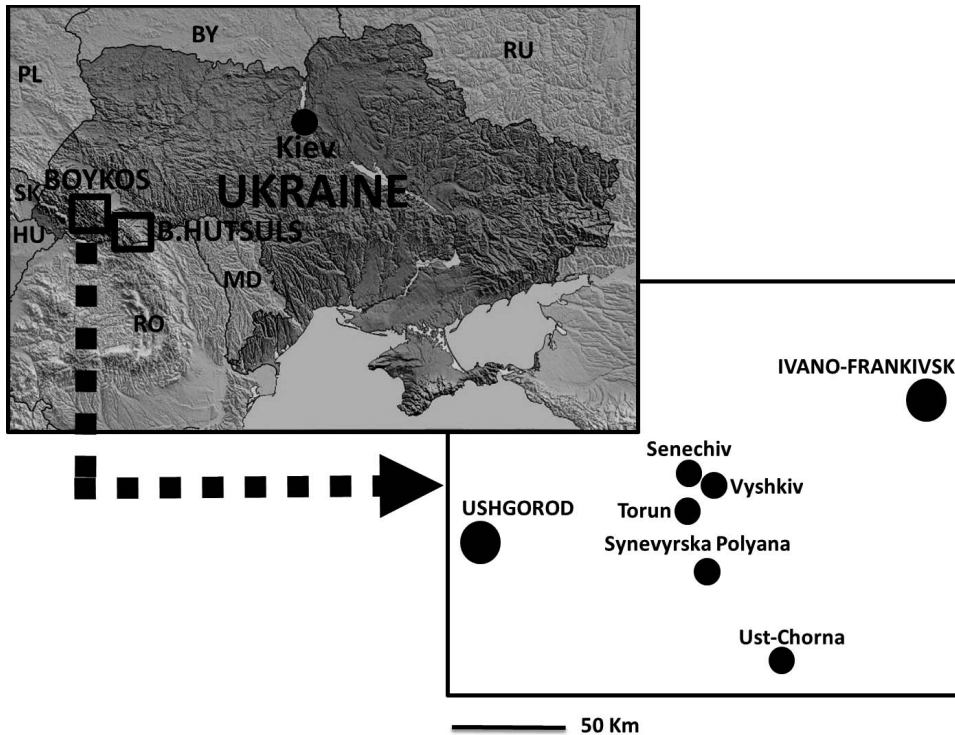 BY
RU
PL
Kiev
BOYKOS
UKRAINE
SK
HU
B.HUTSULS
MD
RO
IVANO-FRANKIVSK
Senechiv
Vyshkiv
USHGOROD
Torun
Synevyrska Polyana
Ust-Chorna
50 Km